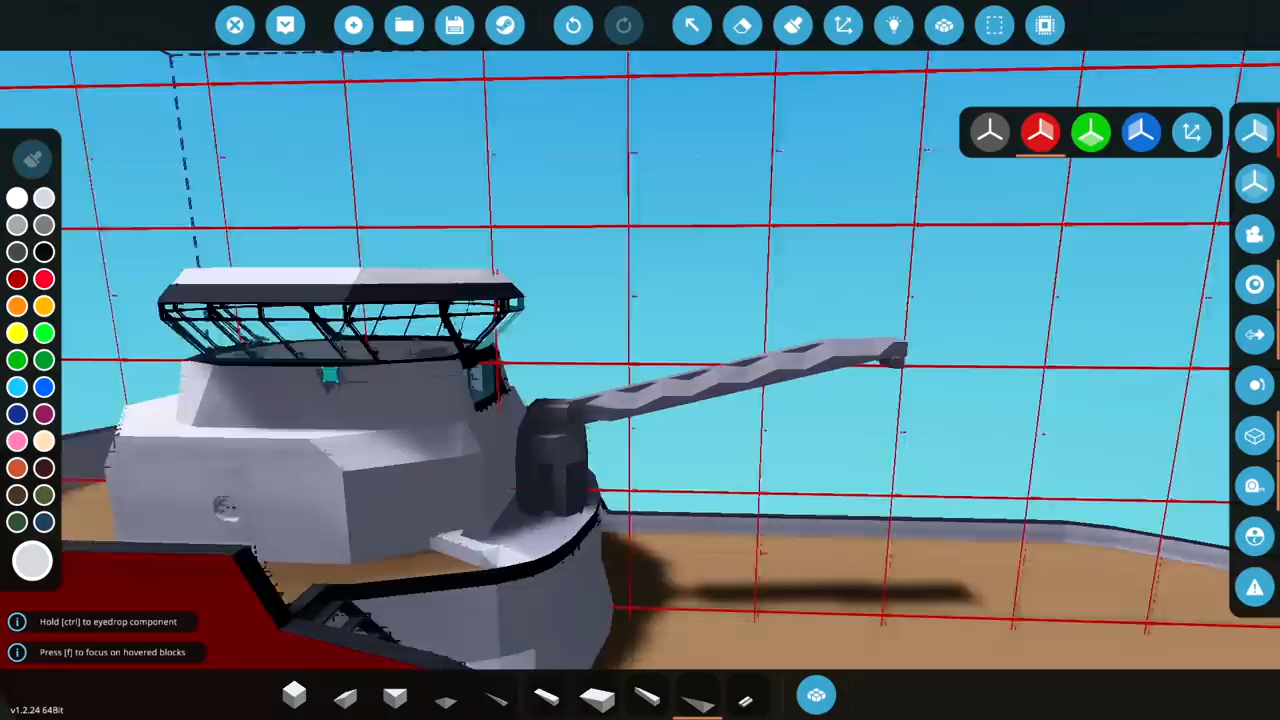 Hold [ctrl] to eyedrop component
Press [f] to focus on hovered blocks
v1.2.24 64Bit